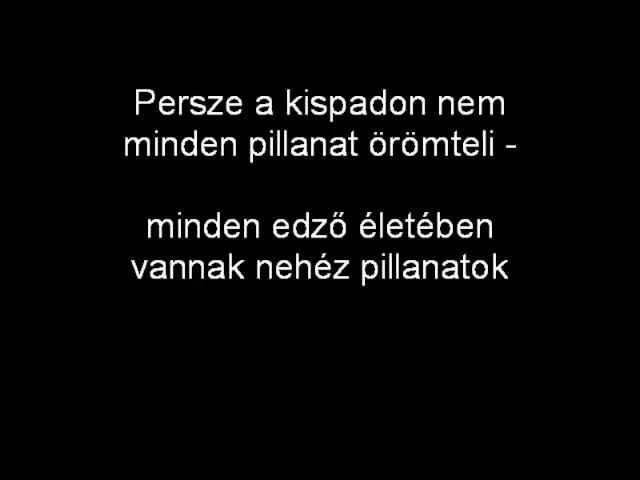 Persze a kispadon nem
minden pillanat örömteli -
minden edző életében
vannak nehéz pillanatok